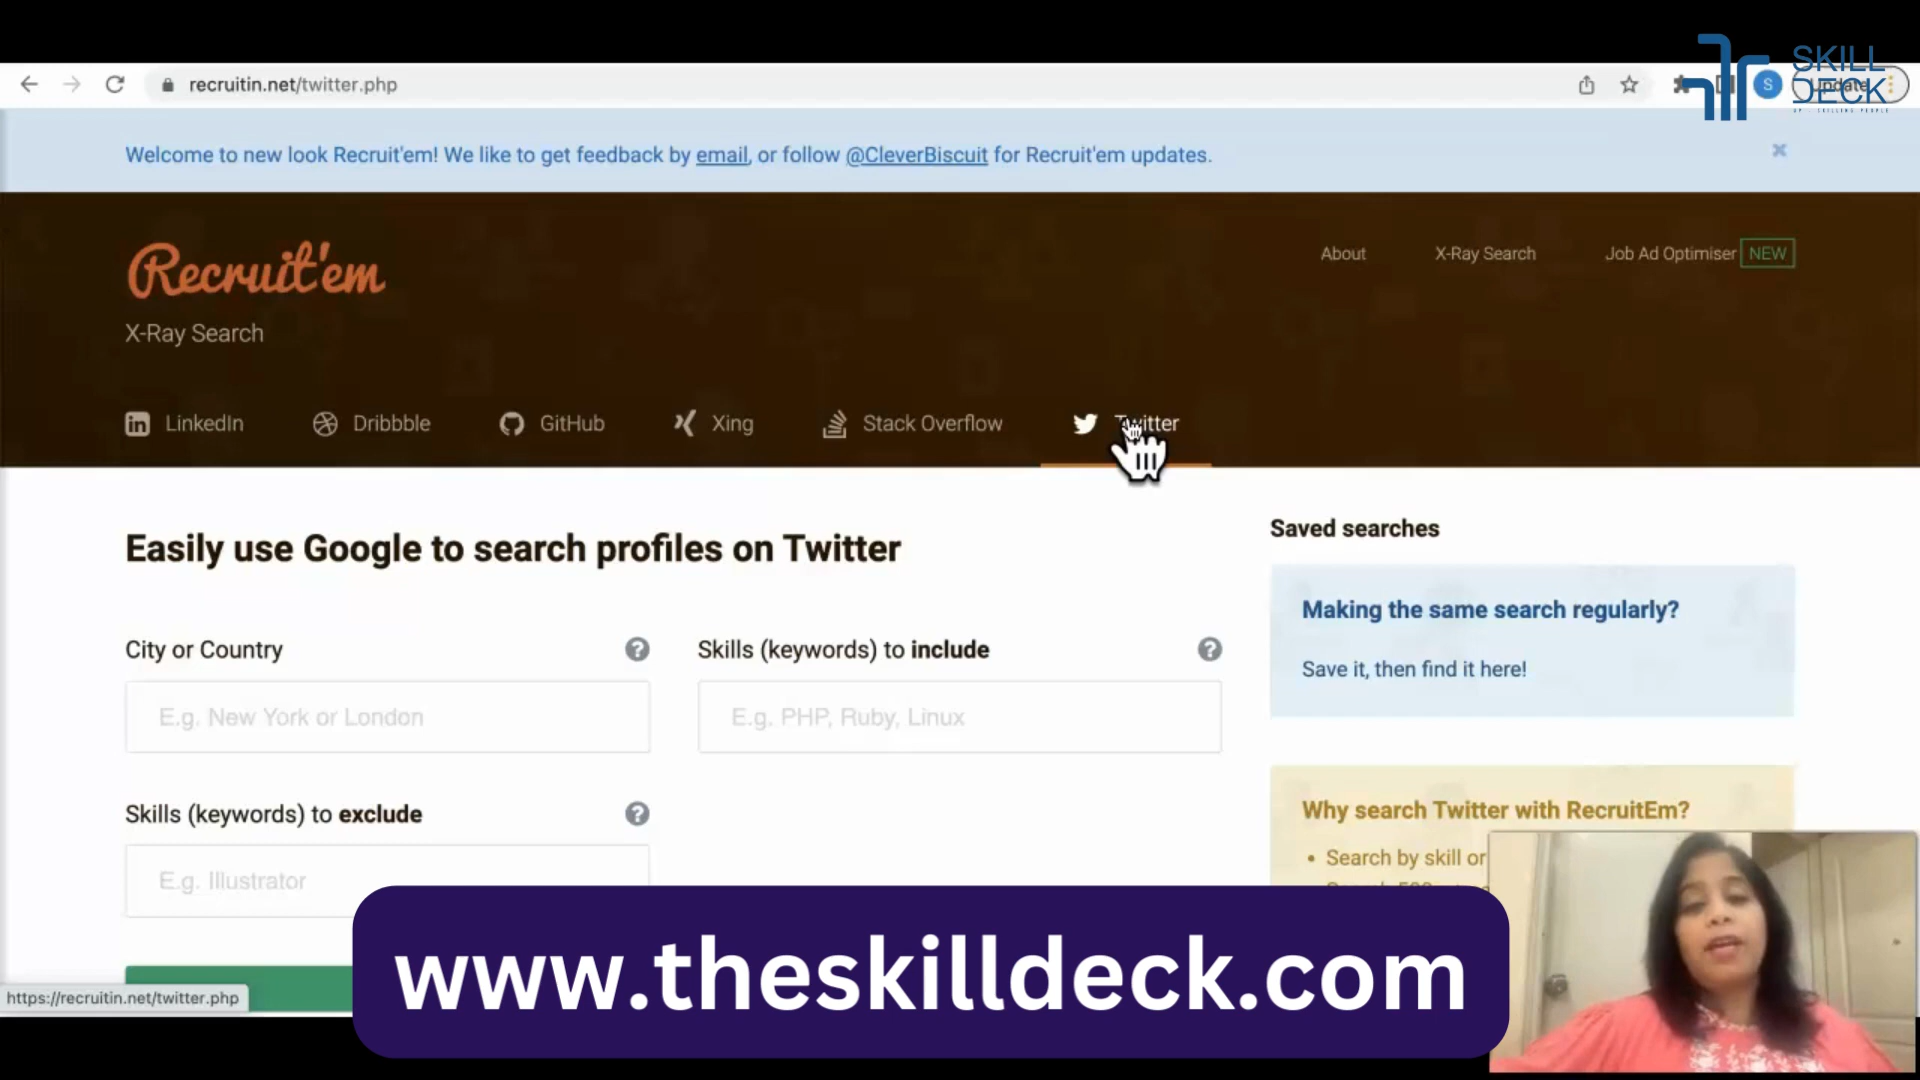 SKILL
DECK
recruitin.net/twitter.php
S
Update
Welcome to new look Recruit'em! We like to get feedback by email, or follow @CleverBiscuit for Recruit'em updates.
Recruit'em
About
X-Ray Search
Job Ad Optimiser NEW
X-Ray Search
LinkedIn
Dribbble
GitHub
Xing
Stack Overflow
Twitter
Easily use Google to search profiles on Twitter
Saved searches
Making the same search regularly?
Save it, then find it here!
City or Country
Skills (keywords) to include
E.g. New York or London
E.g. PHP, Ruby, Linux
Skills (keywords) to exclude
E.g. Illustrator
Why search Twitter with RecruitEm?
• Search by skill or
https://recruitin.net/twitter.php
www.theskilldeck.com